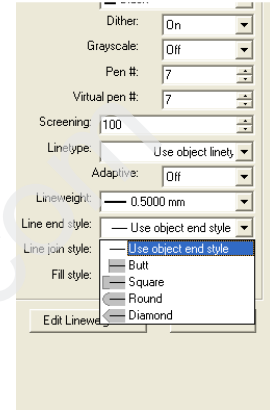 Dither: On
Grayscale: Off
Pen #: 7
Virtual pen #: 7
Screening: 100
Linetype: Use object linety
Adaptive: Off
Lineweight: 0.5000 mm
Line end style: Use object end style
Line join style: Use object end style
Butt
Fill style: Square
Round
Diamond
Edit Linewe